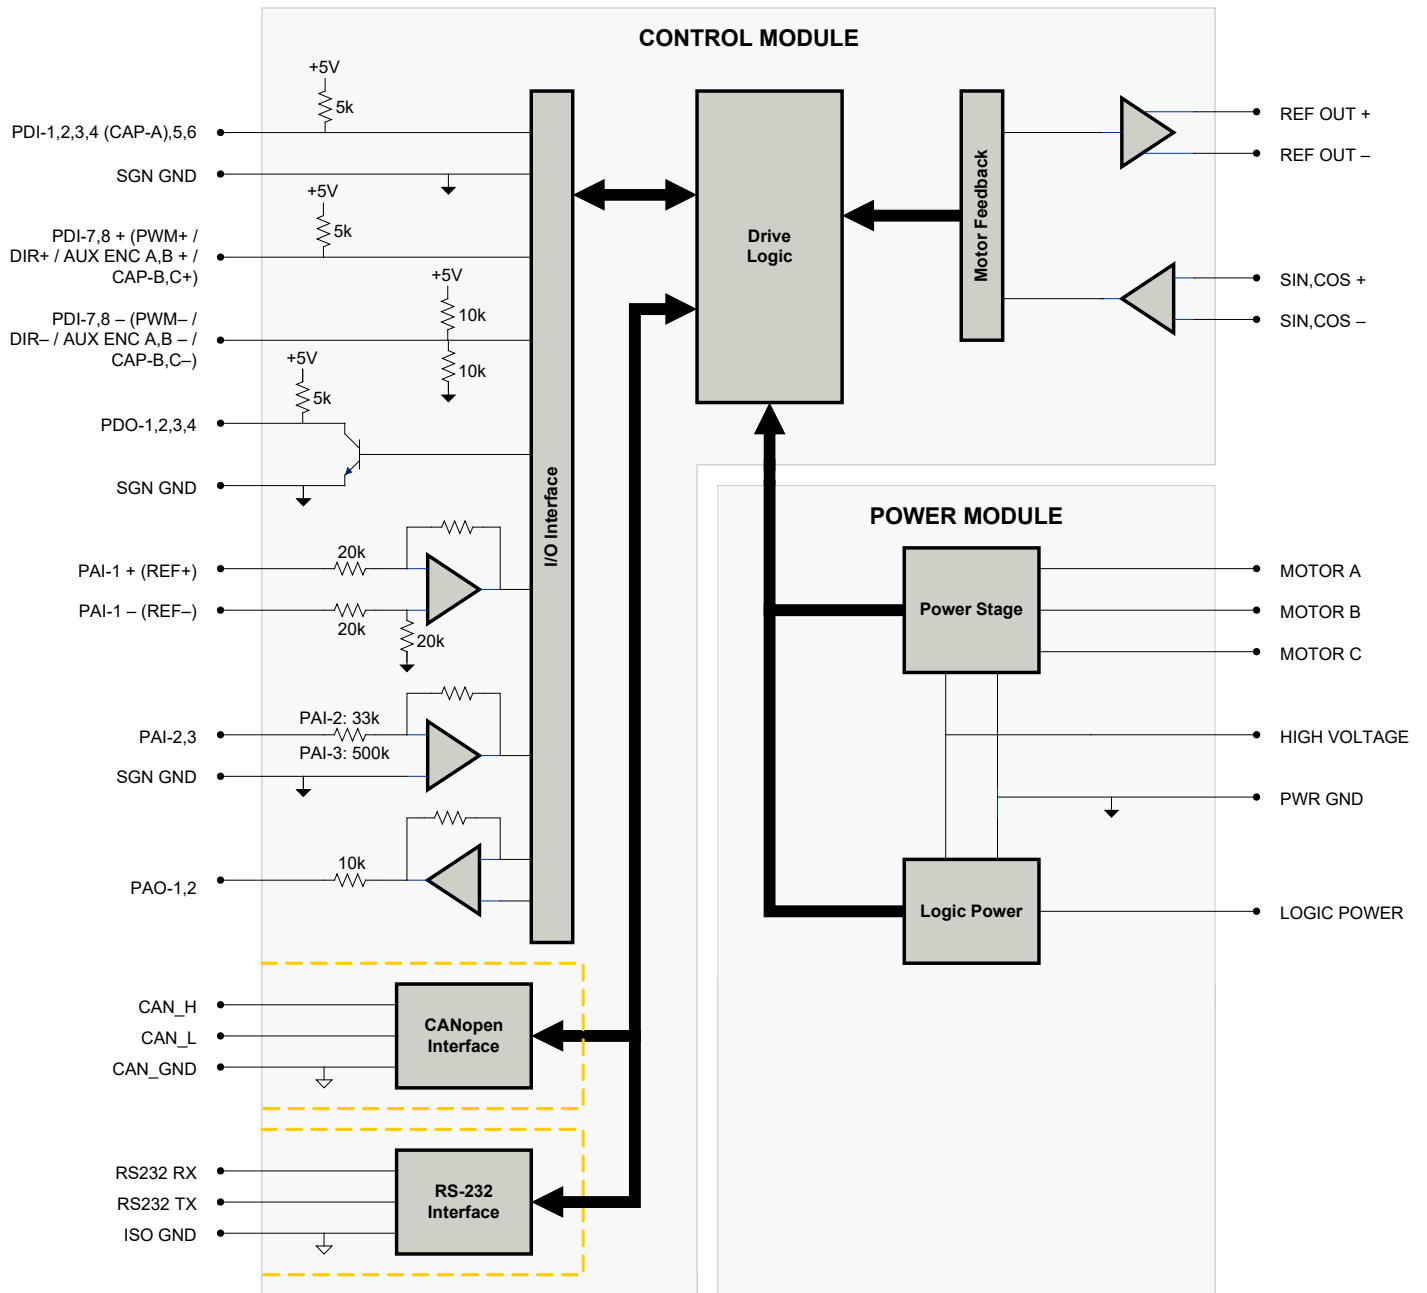 CONTROL MODULE
+5V
5k
PDI-1,2,3,4 (CAP-A),5,6
SGN GND
+5V
5k
PDI-7,8 + (PWM+ /
DIR+ / AUX ENC A,B + /
CAP-B,C+)
+5V
10k
PDI-7,8 – (PWM– /
DIR– / AUX ENC A,B – /
CAP-B,C–)
10k
+5V
5k
PDO-1,2,3,4
SGN GND
20k
PAI-1 + (REF+)
PAI-1 – (REF–)
20k
20k
PAI-2: 33k
PAI-2,3
PAI-3: 500k
SGN GND
10k
PAO-1,2
I/O Interface
CAN_H
CAN_L
CAN_GND
CANopen
Interface
RS232 RX
RS232 TX
ISO GND
RS-232
Interface
Drive
Logic
Motor Feedback
REF OUT +
REF OUT –
SIN,COS +
SIN,COS –
POWER MODULE
Power Stage
MOTOR A
MOTOR B
MOTOR C
HIGH VOLTAGE
PWR GND
Logic Power
LOGIC POWER